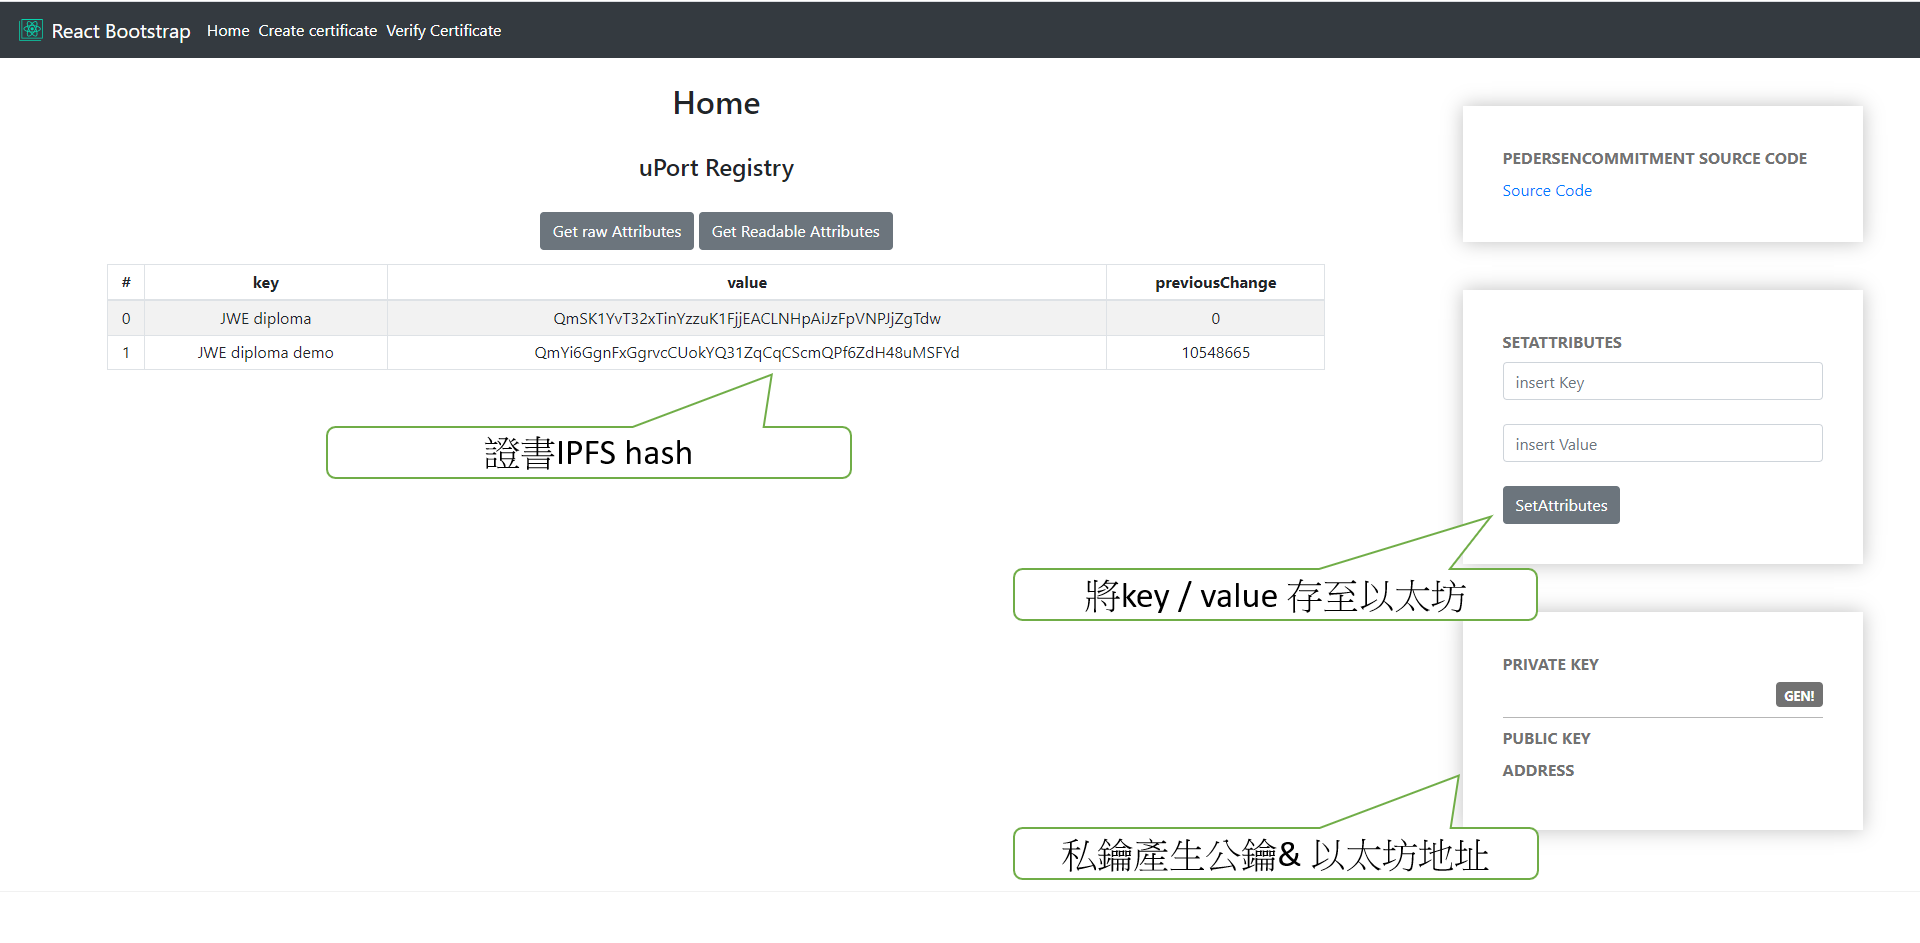 React Bootstrap Home Create certificate Verify Certificate
Home
uPort Registry
Get raw Attributes Get Readable Attributes
# key value previousChange
0 JWE diploma QmSK1YvT32xTinYzzuK1FjjEACLNHpAiJzFpVNPJjZgTdw 0
1 JWE diploma demo QmYi6GgnFxGgrvcCUokYQ31ZqCqCScmQPf6ZdH48uMSFYd 10548665
證書IPFS hash
PEDERSENCOMMITMENT SOURCE CODE
Source Code
SETATTRIBUTES
insert Key
insert Value
SetAttributes
將key / value 存至以太坊
PRIVATE KEY
GEN!
PUBLIC KEY
ADDRESS
私鑰產生公鑰& 以太坊地址